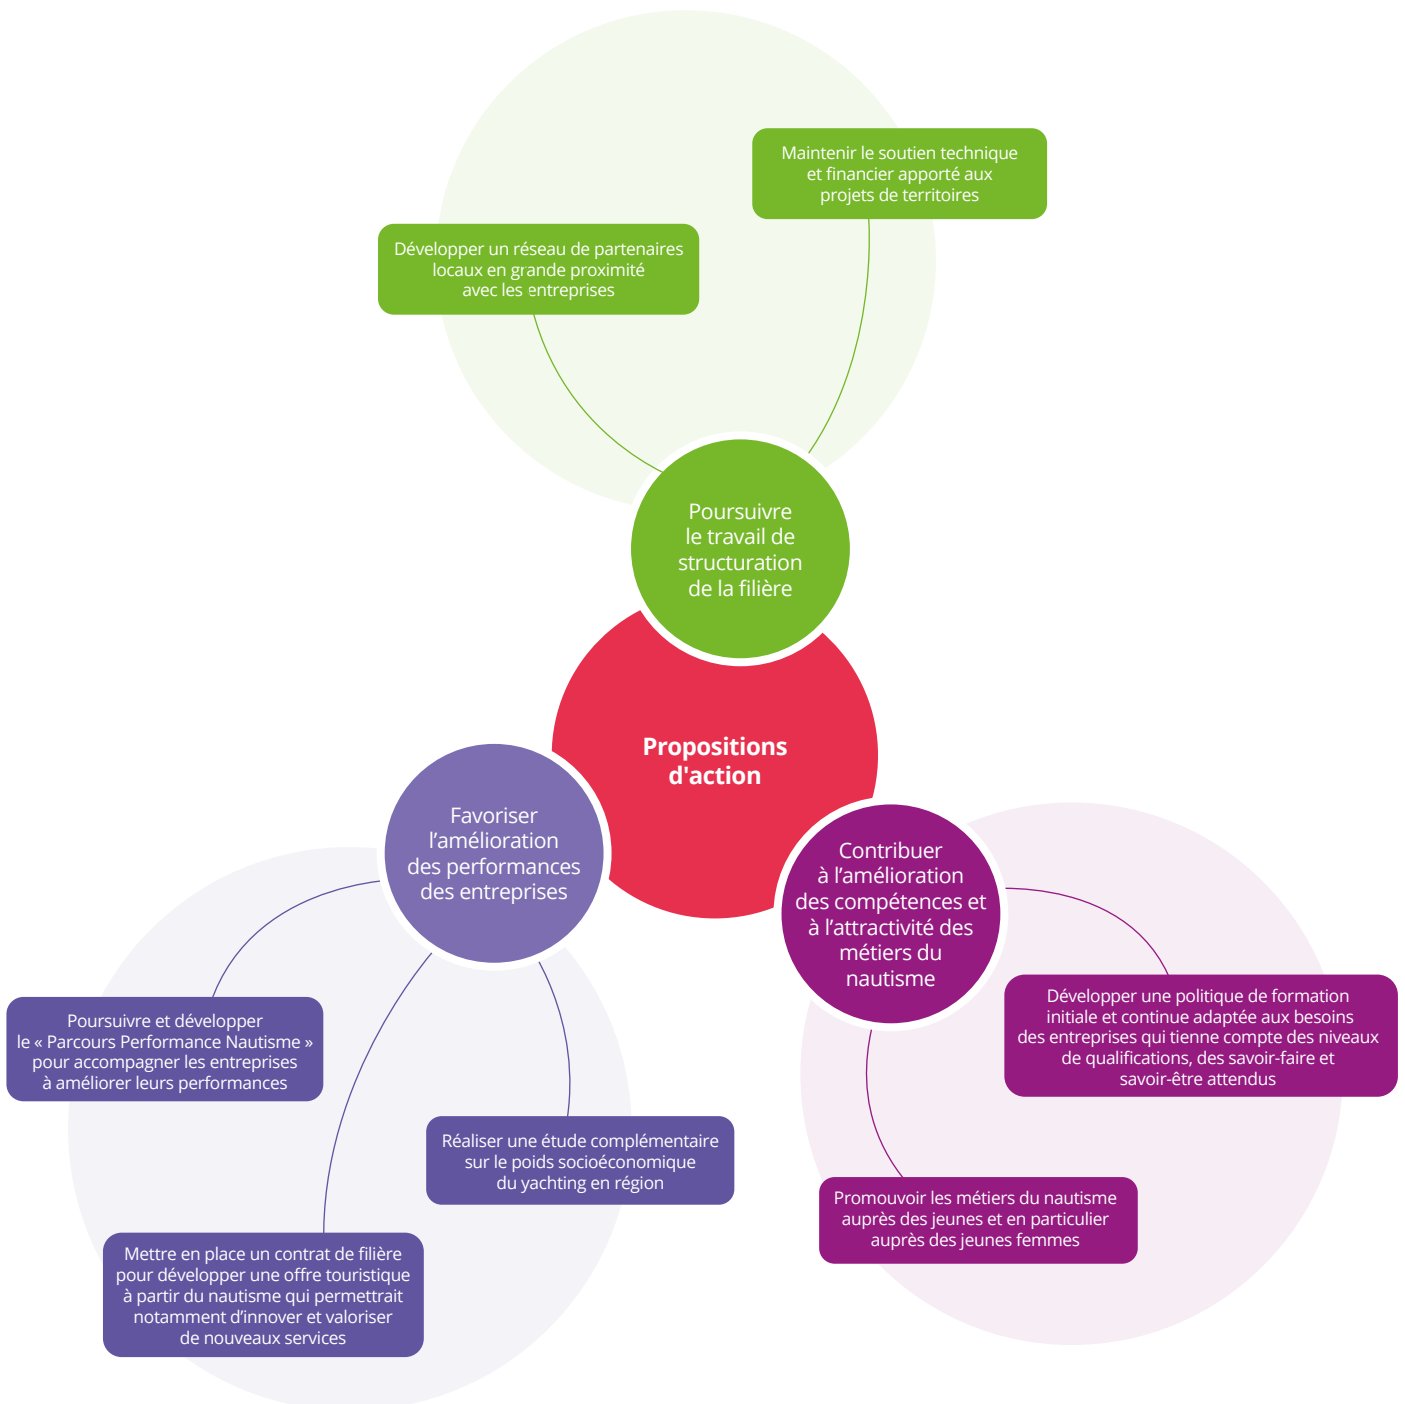 Maintenir le soutien technique
et financier apporté aux
projets de territoires
Développer un réseau de partenaires
locaux en grande proximité
avec les entreprises
Poursuivre
le travail de
structuration
de la filière
Propositions
d'action
Favoriser
l’amélioration
des performances
des entreprises
Contribuer
à l’amélioration
des compétences et
à l’attractivité des
métiers du
nautisme
Poursuivre et développer
le « Parcours Performance Nautisme »
pour accompagner les entreprises
à améliorer leurs performances
Développer une politique de formation
initiale et continue adaptée aux besoins
des entreprises qui tienne compte des niveaux
de qualifications, des savoir-faire et
savoir-être attendus
Réaliser une étude complémentaire
sur le poids socioéconomique
du yachting en région
Promouvoir les métiers du nautisme
auprès des jeunes et en particulier
auprès des jeunes femmes
Mettre en place un contrat de filière
pour développer une offre touristique
à partir du nautisme qui permettrait
notamment d’innover et valoriser
de nouveaux services